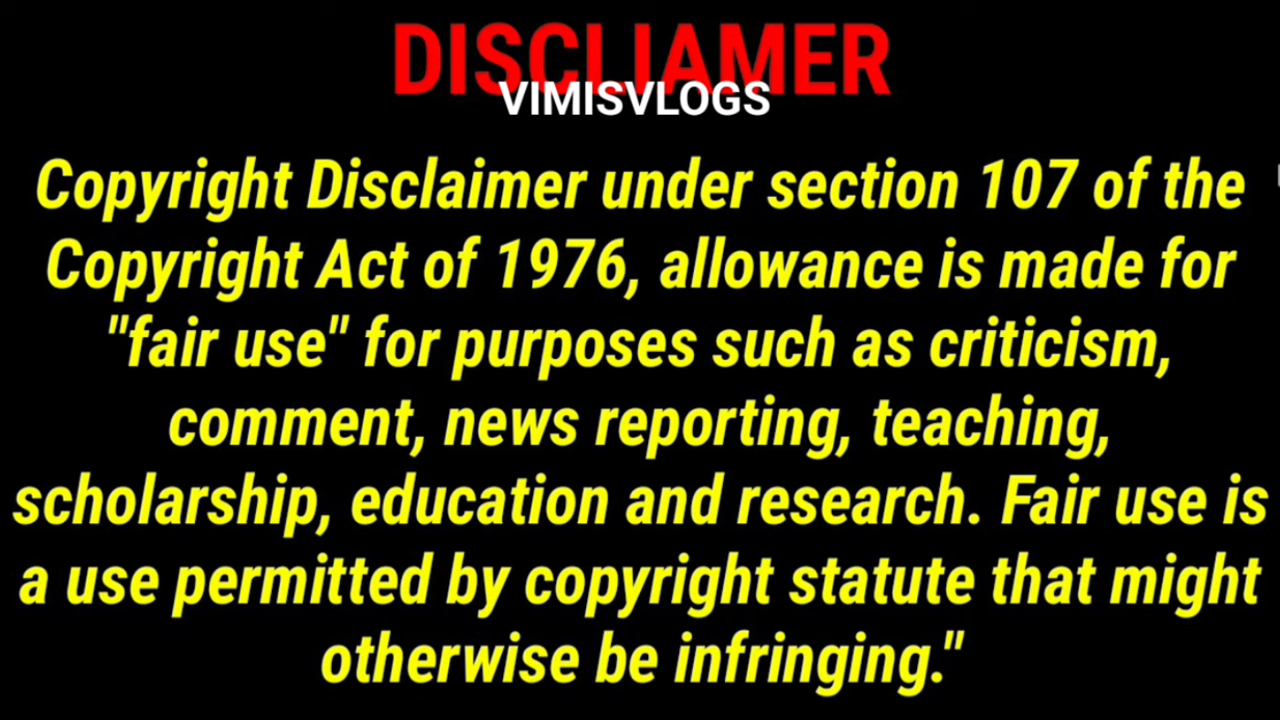 DISCLIAMER
VIMISVLOGS
Copyright Disclaimer under section 107 of the
Copyright Act of 1976, allowance is made for
"fair use" for purposes such as criticism,
comment, news reporting, teaching,
scholarship, education and research. Fair use is
a use permitted by copyright statute that might
otherwise be infringing."